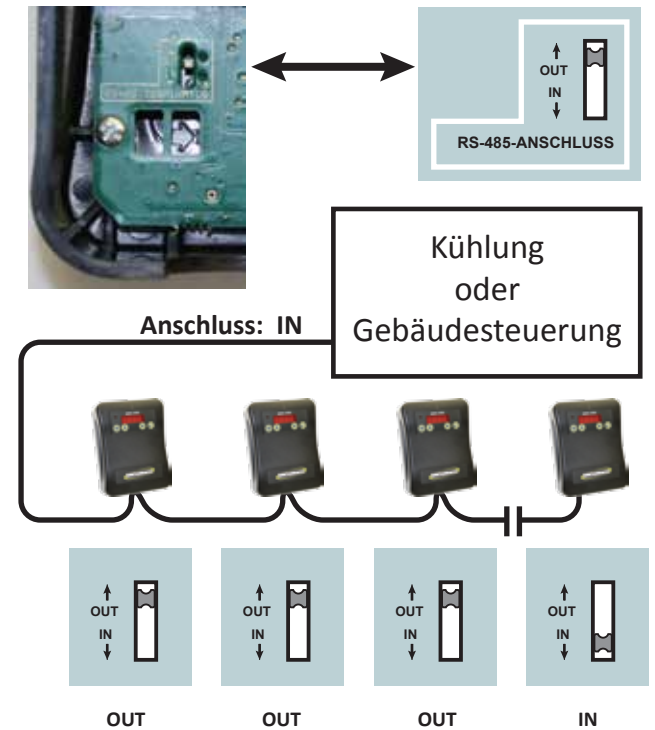 ↑
OUT
IN
↓
RS-485-ANSCHLUSS
Kühlung
oder
Gebäudesteuerung
Anschluss: IN
↑
OUT
IN
↓
↑
OUT
IN
↓
↑
OUT
IN
↓
↑
OUT
IN
↓
OUT OUT OUT IN